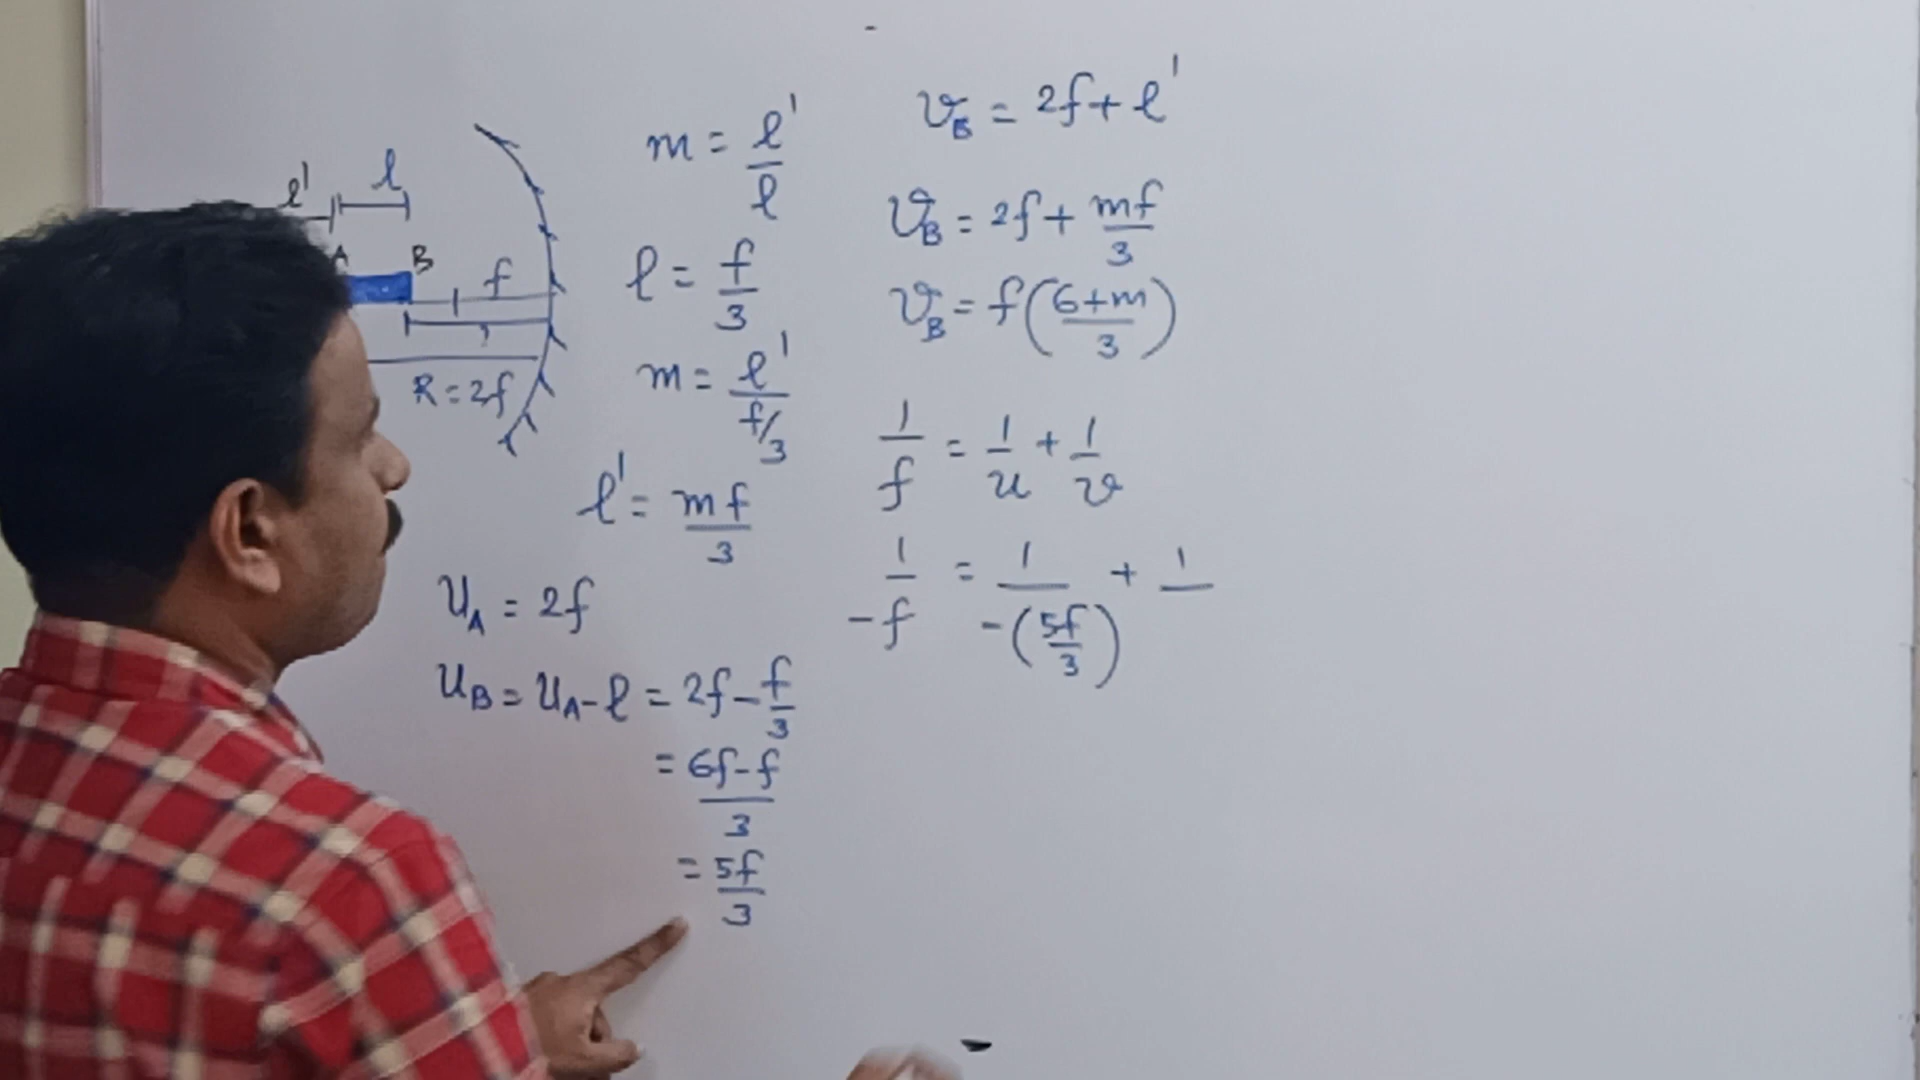 l' l
A B
f
R = 2f
m = l'/l
l = f/3
m = l'/(f/3)
l' = mf/3
U_A = 2f
U_B = U_A - l = 2f - f/3
= (6f - f)/3
= 5f/3
v_B = 2f + l'
v_B = 2f + mf/3
v_B = f((6+m)/3)
1/f = 1/u + 1/v
1/-f = 1/-(5f/3) + 1/